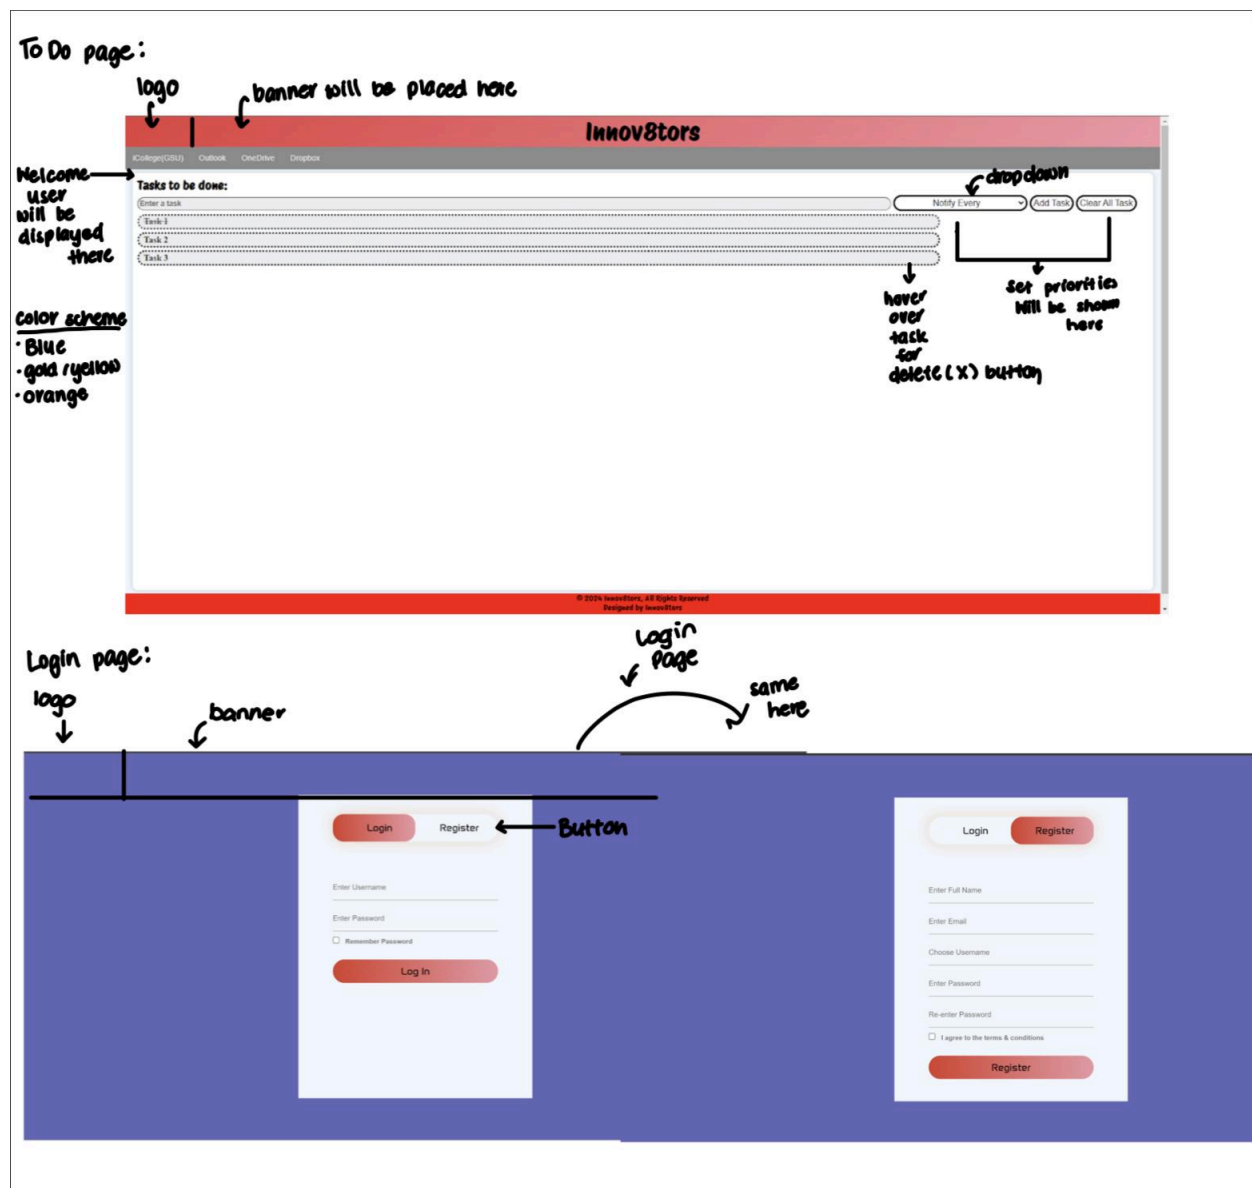 To Do page:
logo
banner will be placed here
Innov8tors
iCollege(GSU) Outlook OneDrive Dropbox
Welcome
user
will be
displayed
there
Tasks to be done:
dropdown
Enter a task
Notify Every
Add Task
Clear All Task
Task 1
Task 2
Task 3
hover
over
task
for
delete (X) button
Set priorities
will be shown
here
color scheme
· Blue
· gold / yellow
· orange
© 2024 Innov8tors, All Rights Reserved
Designed by Innov8tors
Login page:
logo
banner
Login
page
same
here
Login Register
Button
Enter Username
Enter Password
Remember Password
Log In
Login Register
Enter Full Name
Enter Email
Choose Username
Enter Password
Re-enter Password
I agree to the terms & conditions
Register